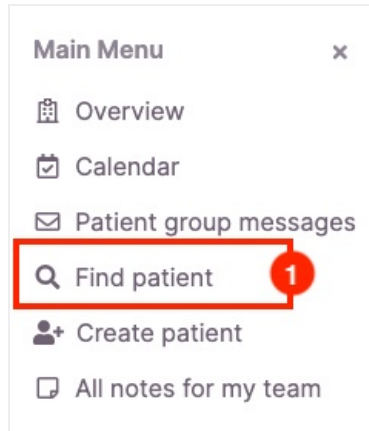 Main Menu ×
Overview
Calendar
Patient group messages
Find patient 1
Create patient
All notes for my team